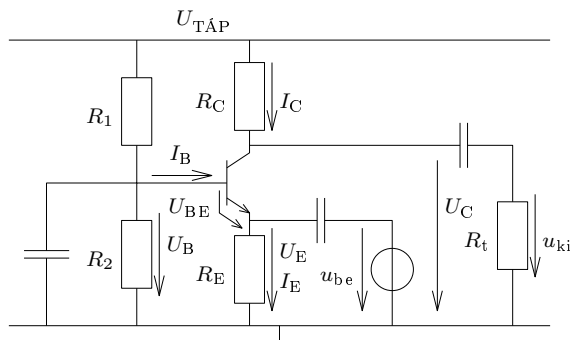 U_TÁP
R_C
I_C
R_1
I_B
U_BE
U_C
R_2
U_B
R_E
U_E
I_E
u_be
R_t
u_ki